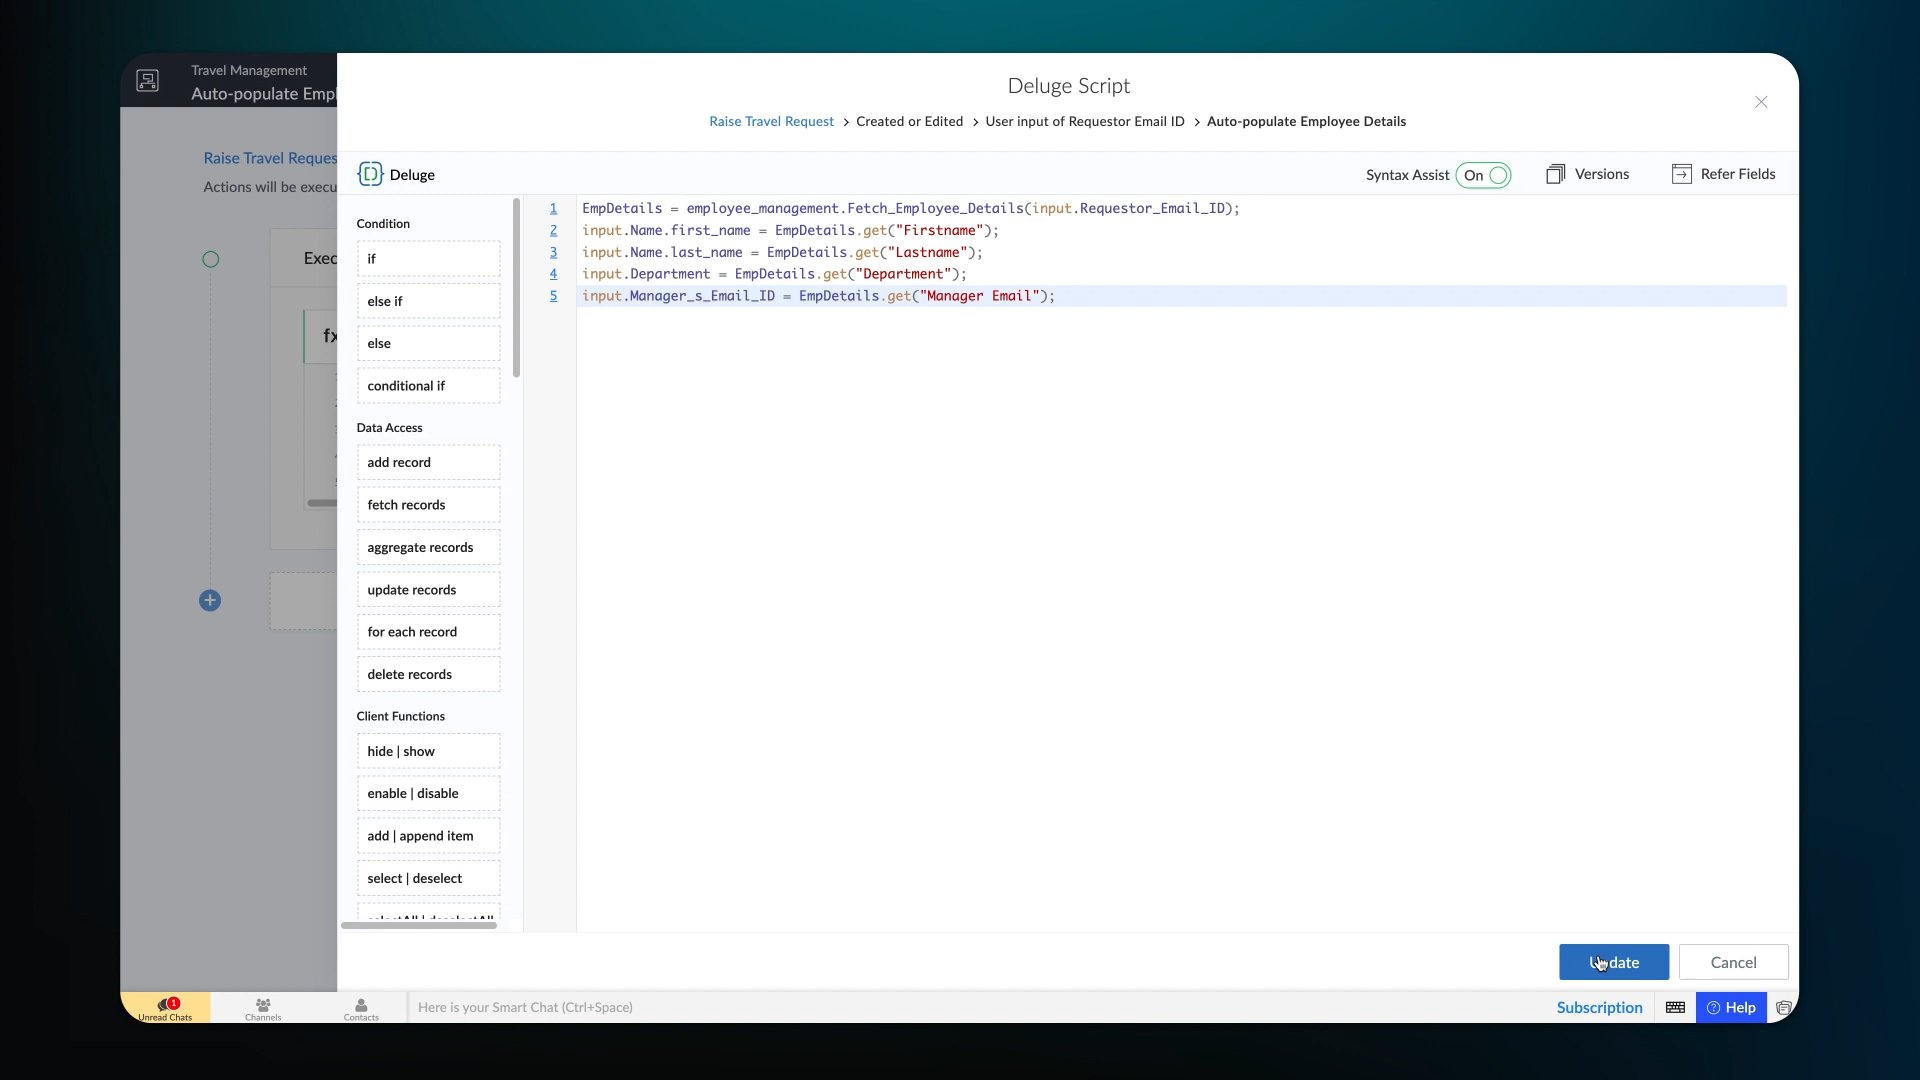 Travel Management
Auto-populate Empl
Raise Travel Reques
Actions will be execu
Exec
fx
Deluge Script
Raise Travel Request > Created or Edited > User input of Requestor Email ID > Auto-populate Employee Details
Deluge
Syntax Assist On
Versions
Refer Fields
Condition
if
else if
else
conditional if
Data Access
add record
fetch records
aggregate records
update records
for each record
delete records
Client Functions
hide | show
enable | disable
add | append item
select | deselect
1 EmpDetails = employee_management.Fetch_Employee_Details(input.Requestor_Email_ID);
2 input.Name.first_name = EmpDetails.get("Firstname");
3 input.Name.last_name = EmpDetails.get("Lastname");
4 input.Department = EmpDetails.get("Department");
5 input.Manager_s_Email_ID = EmpDetails.get("Manager Email");
Update
Cancel
1
Unread Chats
Channels
Contacts
Here is your Smart Chat (Ctrl+Space)
Subscription
Help